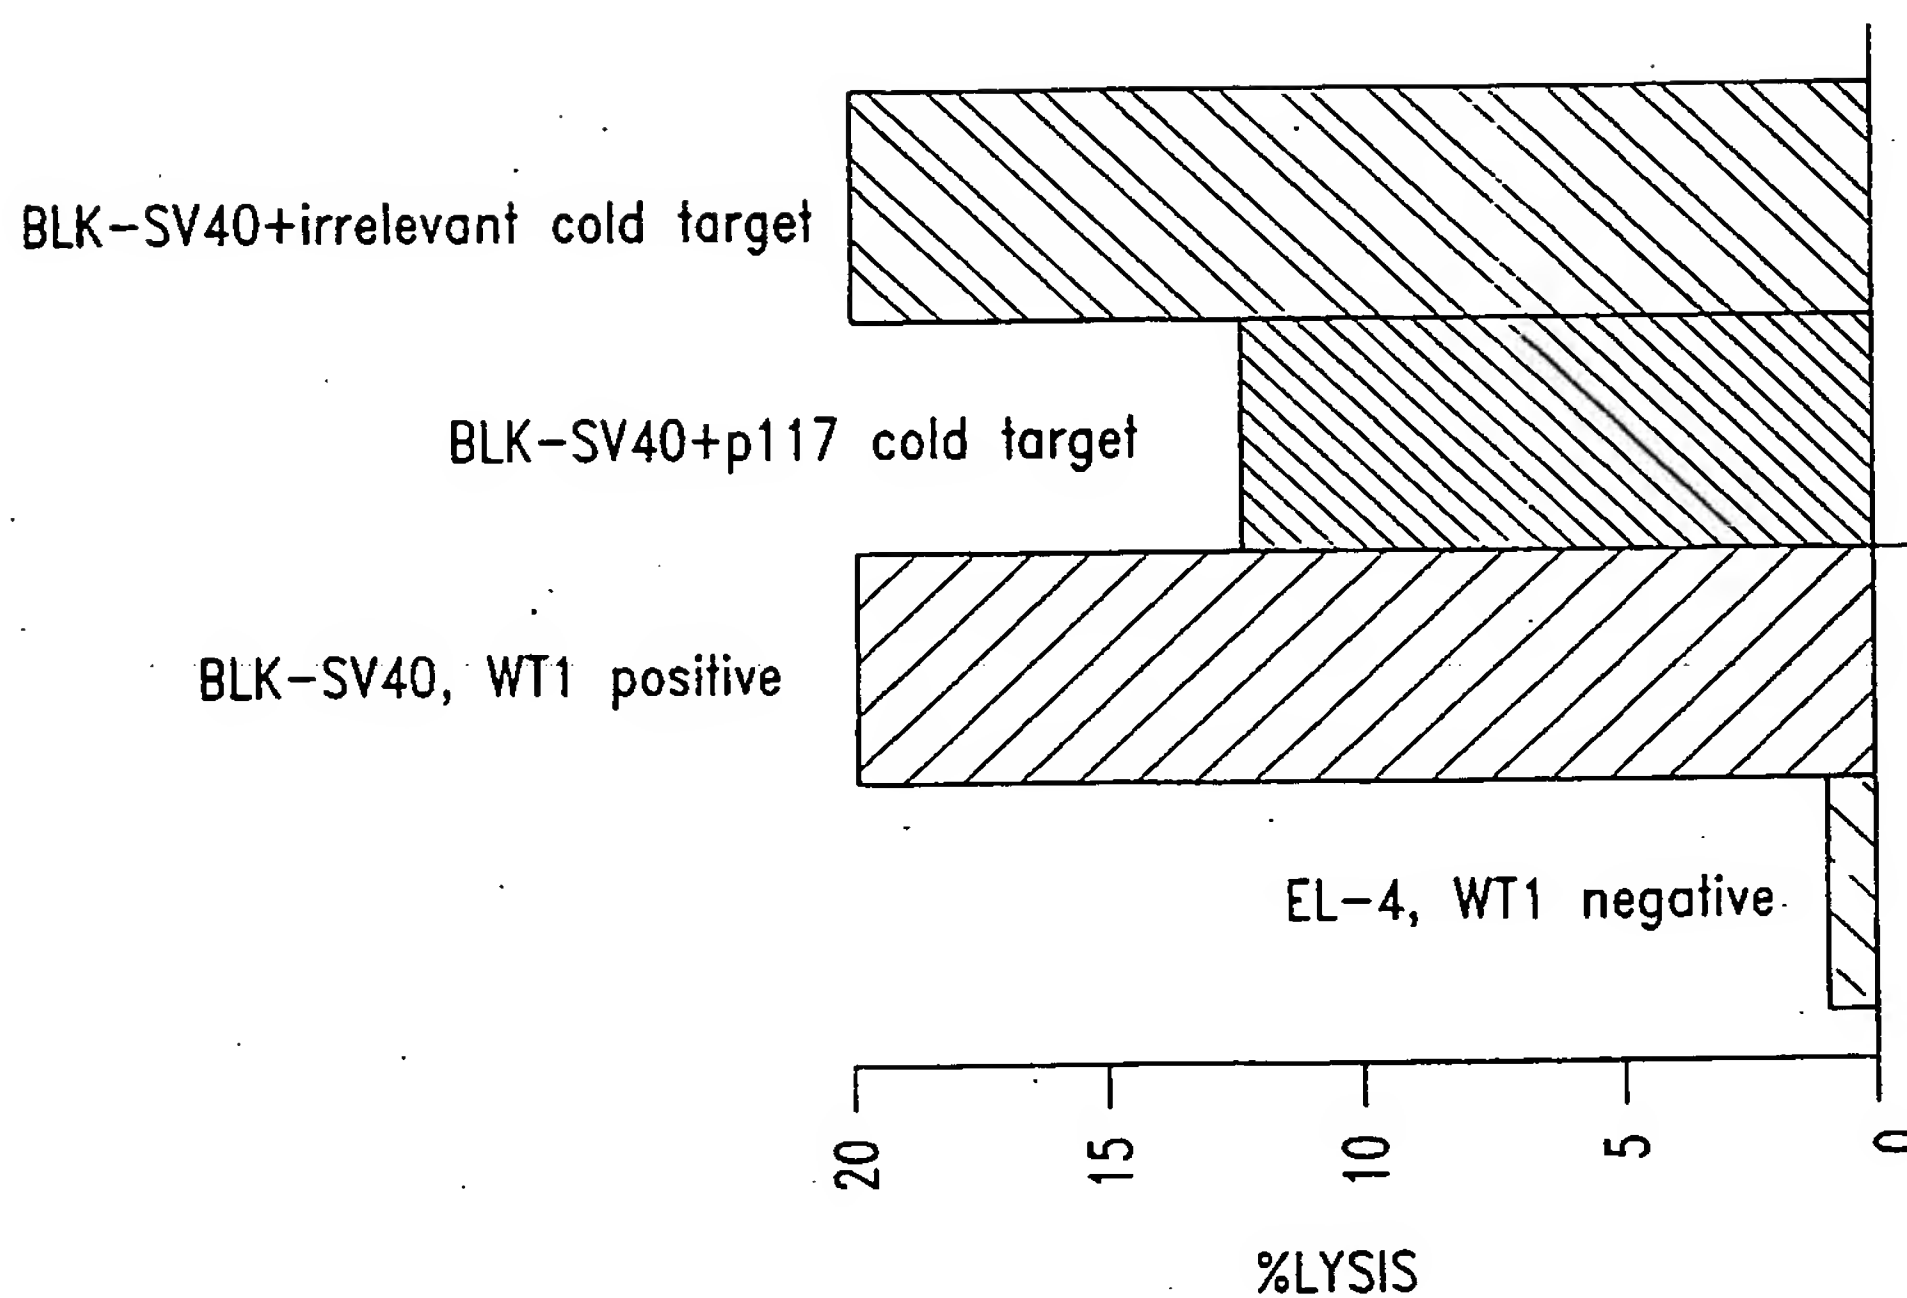 BLK-SV40+irrelevant cold target
BLK-SV40+p117 cold target
BLK-SV40, WT1 positive
EL-4, WT1 negative
20
15
10
5
0
%LYSIS